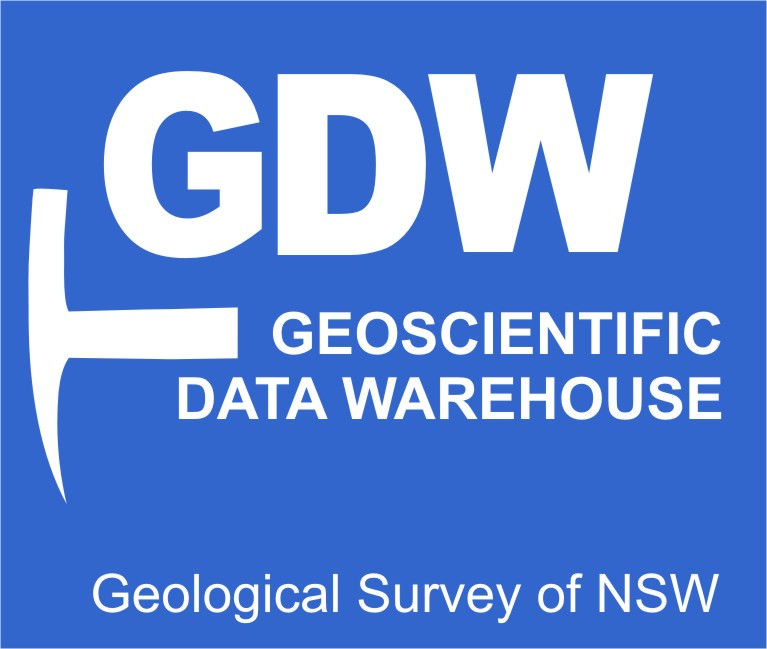 GDW
GEOSCIENTIFIC
DATA WAREHOUSE
Geological Survey of NSW